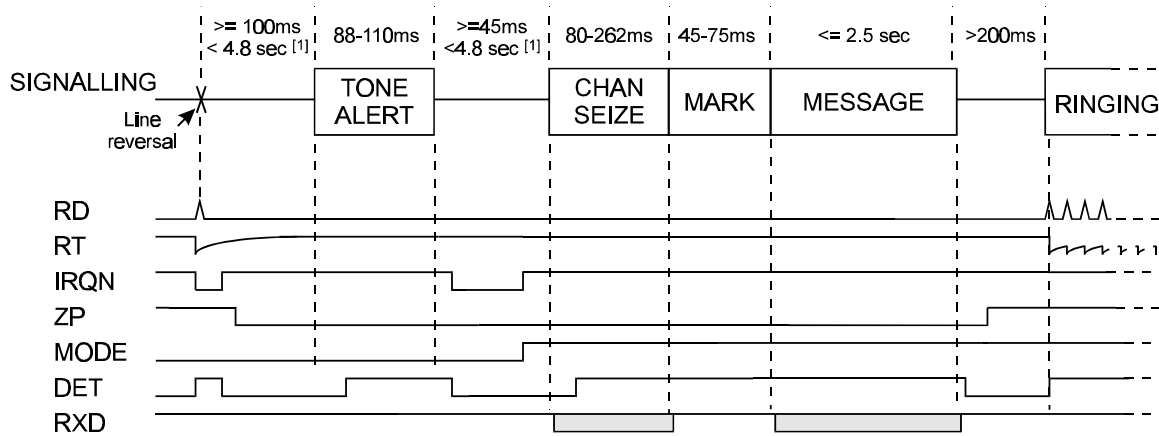 >= 100ms
< 4.8 sec [1]
88-110ms
>=45ms
<4.8 sec [1]
80-262ms
45-75ms
<= 2.5 sec
>200ms
SIGNALLING
TONE
ALERT
CHAN
SEIZE
MARK
MESSAGE
RINGING
Line
reversal
RD
RT
IRQN
ZP
MODE
DET
RXD